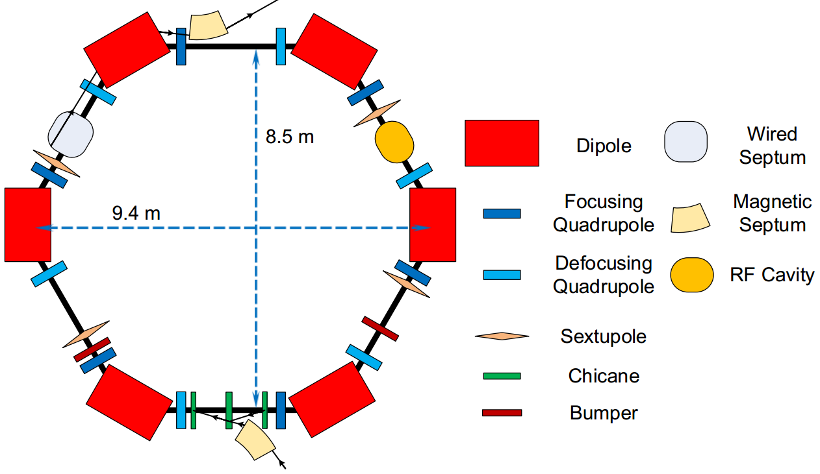 8.5 m
9.4 m
Dipole
Wired
Septum
Focusing
Quadrupole
Magnetic
Septum
Defocusing
Quadrupole
RF Cavity
Sextupole
Chicane
Bumper